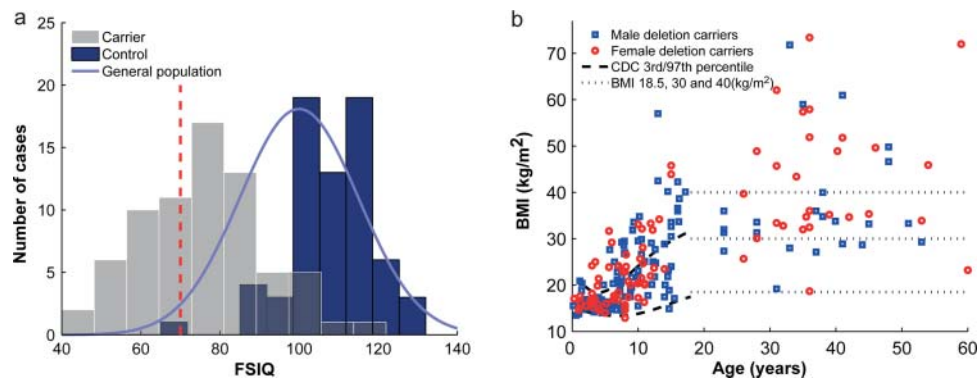 a
25
20
15
10
5
0
Number of cases
Carrier
Control
General population
40 60 80 100 120 140
FSIQ
b
70
60
50
40
30
20
10
BMI (kg/m²)
Male deletion carriers
Female deletion carriers
CDC 3rd/97th percentile
BMI 18.5, 30 and 40(kg/m²)
0 10 20 30 40 50 60
Age (years)